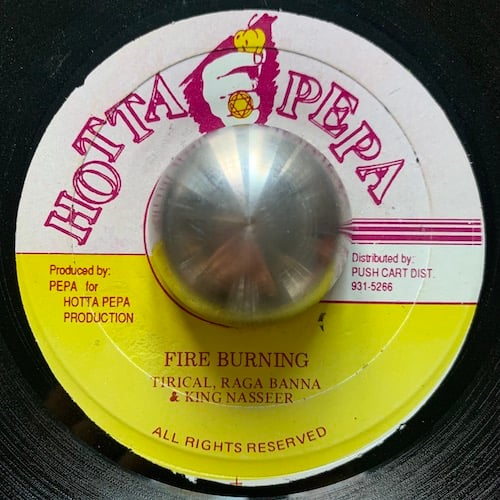 HOTTA PEPA
Produced by:
PEPA for
HOTTA PEPA
PRODUCTION
Distributed by:
PUSH CART DIST.
931-5266
FIRE BURNING
TIRICAL, RAGA BANNA
& KING NASSEER
ALL RIGHTS RESERVED